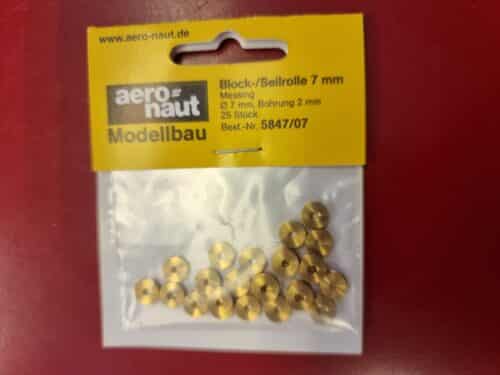 www.aero-naut.de
aero
naut
Modellbau
Block-/Seilrolle 7 mm
Messing
Ø 7 mm, Bohrung 2 mm
25 Stück
Best.-Nr. 5847/07